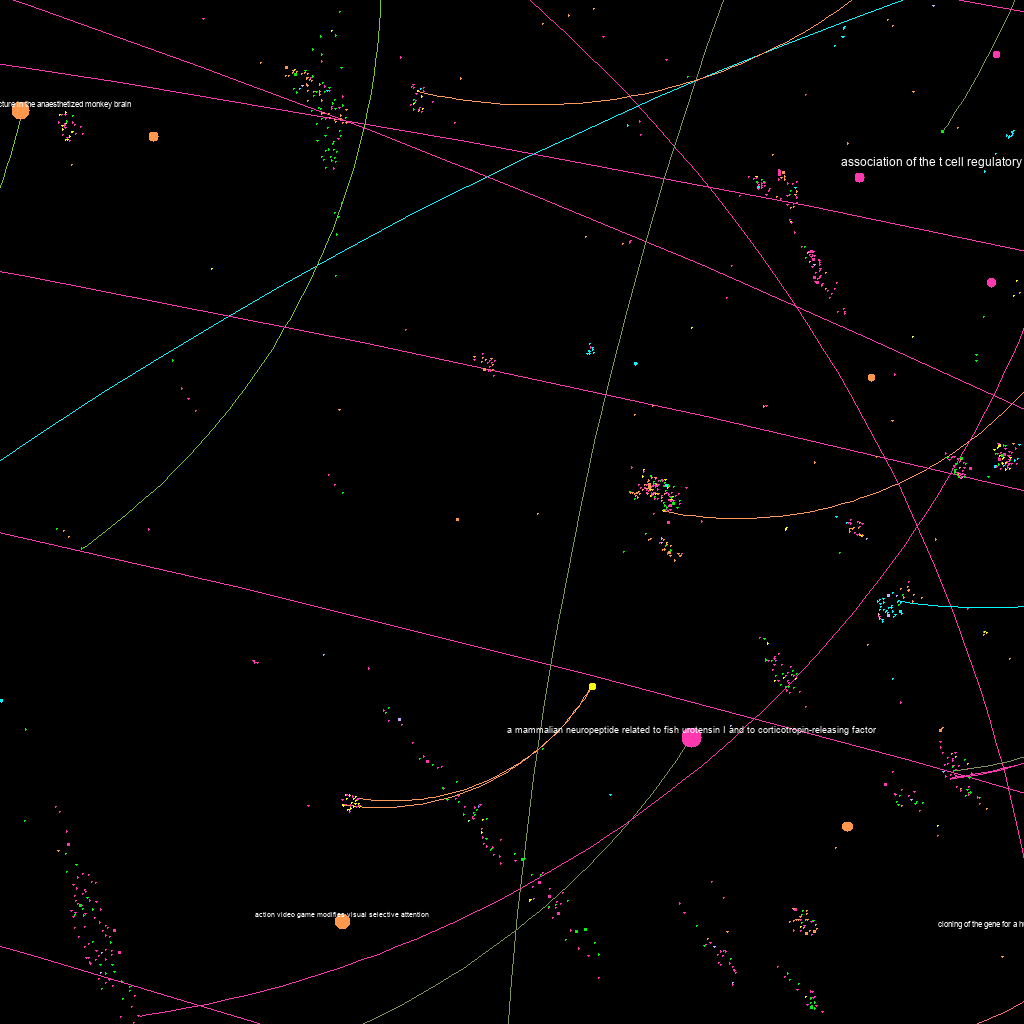 cture in the anaesthetized monkey brain
association of the t cell regulatory
a mammalian neuropeptide related to fish urotensin I and to corticotropin-releasing factor
action video game modifies visual selective attention
cloning of the gene for a h